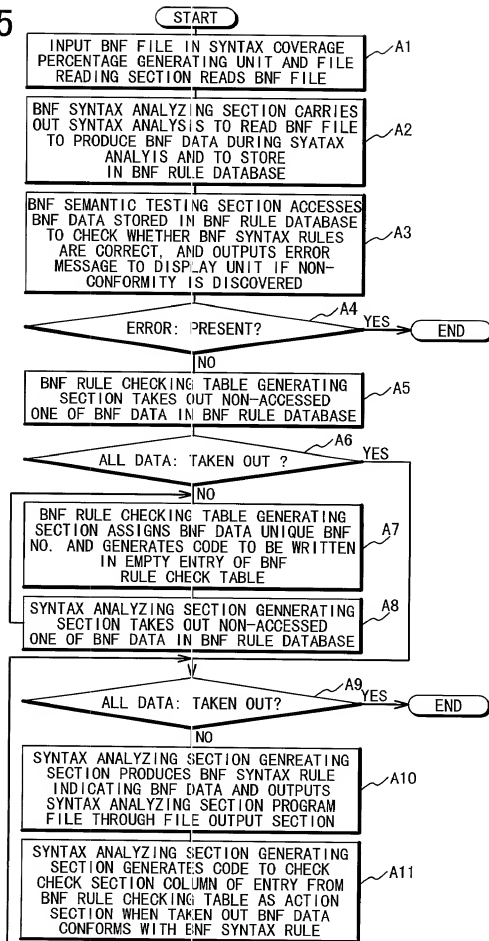 5
START
INPUT BNF FILE IN SYNTAX COVERAGE
PERCENTAGE GENERATING UNIT AND FILE
READING SECTION READS BNF FILE
A1
BNF SYNTAX ANALYZING SECTION CARRIES
OUT SYNTAX ANALYSIS TO READ BNF FILE
TO PRODUCE BNF DATA DURING SYATAX
ANALYIS AND TO STORE
IN BNF RULE DATABASE
A2
BNF SEMANTIC TESTING SECTION ACCESSES
BNF DATA STORED IN BNF RULE DATABASE
TO CHECK WHETHER BNF SYNTAX RULES
ARE CORRECT, AND OUTPUTS ERROR
MESSAGE TO DISPLAY UNIT IF NON-
CONFORMITY IS DISCOVERED
A3
A4
ERROR: PRESENT?
YES
END
NO
BNF RULE CHECKING TABLE GENERATING
SECTION TAKES OUT NON-ACCESSED
ONE OF BNF DATA IN BNF RULE DATABASE
A5
A6
ALL DATA: TAKEN OUT ?
YES
NO
BNF RULE CHECKING TABLE GENERATING
SECTION ASSIGNS BNF DATA UNIQUE BNF
NO. AND GENERATES CODE TO BE WRITTEN
IN EMPTY ENTRY OF BNF
RULE CHECK TABLE
A7
SYNTAX ANALYZING SECTION GENNERATING
SECTION TAKES OUT NON-ACCESSED
ONE OF BNF DATA IN BNF RULE DATABASE
A8
A9
ALL DATA: TAKEN OUT?
YES
END
NO
SYNTAX ANALYZING SECTION GENREATING
SECTION PRODUCES BNF SYNTAX RULE
INDICATING BNF DATA AND OUTPUTS
SYNTAX ANALYZING SECTION PROGRAM
FILE THROUGH FILE OUTPUT SECTION
A10
SYNTAX ANALYZING SECTION GENERATING
SECTION GENERATES CODE TO CHECK
CHECK SECTION COLUMN OF ENTRY FROM
BNF RULE CHECKING TABLE AS ACTION
SECTION WHEN TAKEN OUT BNF DATA
CONFORMS WITH BNF SYNTAX RULE
A11